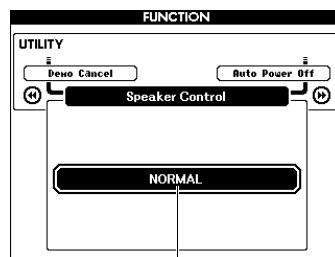 FUNCTION
UTILITY
Demo Cancel
Auto Power Off
Speaker Control
NORMAL